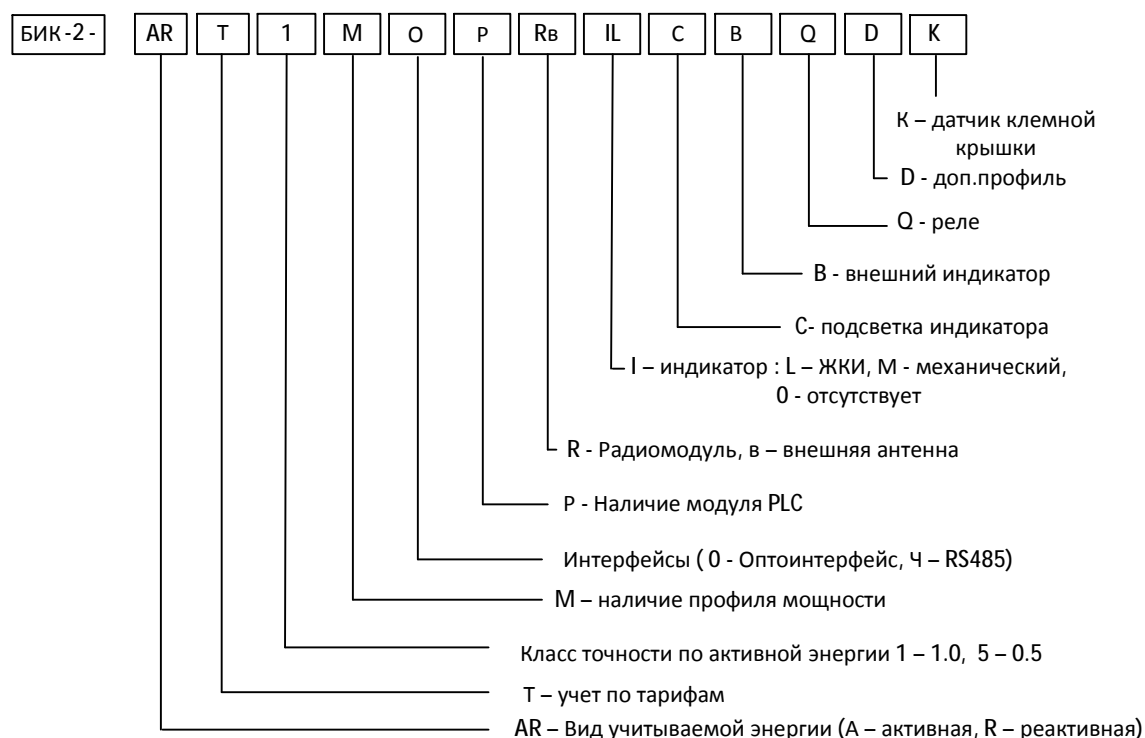 БИК-2 - AR Т 1 М О Р Rв IL С В Q D К
К – датчик клемной
крышки
D - доп.профиль
Q - реле
В - внешний индикатор
С- подсветка индикатора
I – индикатор : L – ЖКИ, М - механический,
0 - отсутствует
R - Радиомодуль, в – внешняя антенна
Р - Наличие модуля PLC
Интерфейсы ( 0 - Оптоинтерфейс, Ч – RS485)
М – наличие профиля мощности
Класс точности по активной энергии 1 – 1.0, 5 – 0.5
Т – учет по тарифам
AR – Вид учитываемой энергии (А – активная, R – реактивная)